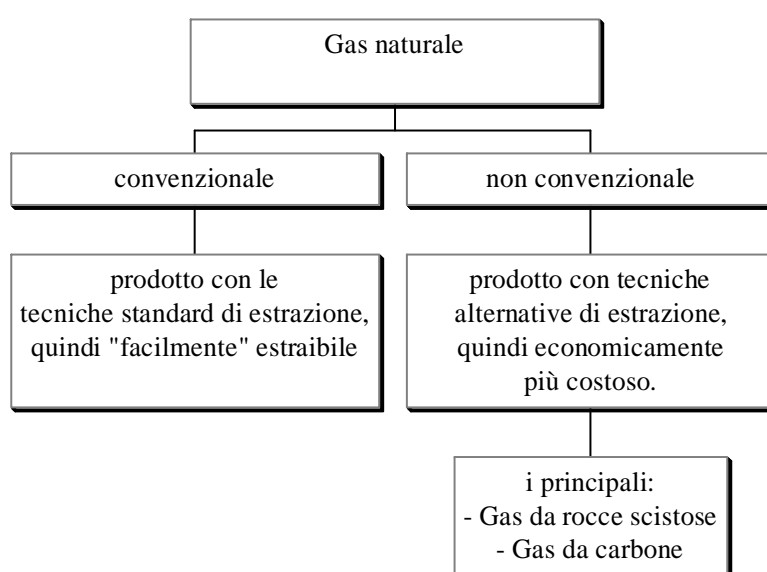 Gas naturale
convenzionale
non convenzionale
prodotto con le
tecniche standard di estrazione,
quindi "facilmente" estraibile
prodotto con tecniche
alternative di estrazione,
quindi economicamente
più costoso.
i principali:
- Gas da rocce scistose
- Gas da carbone